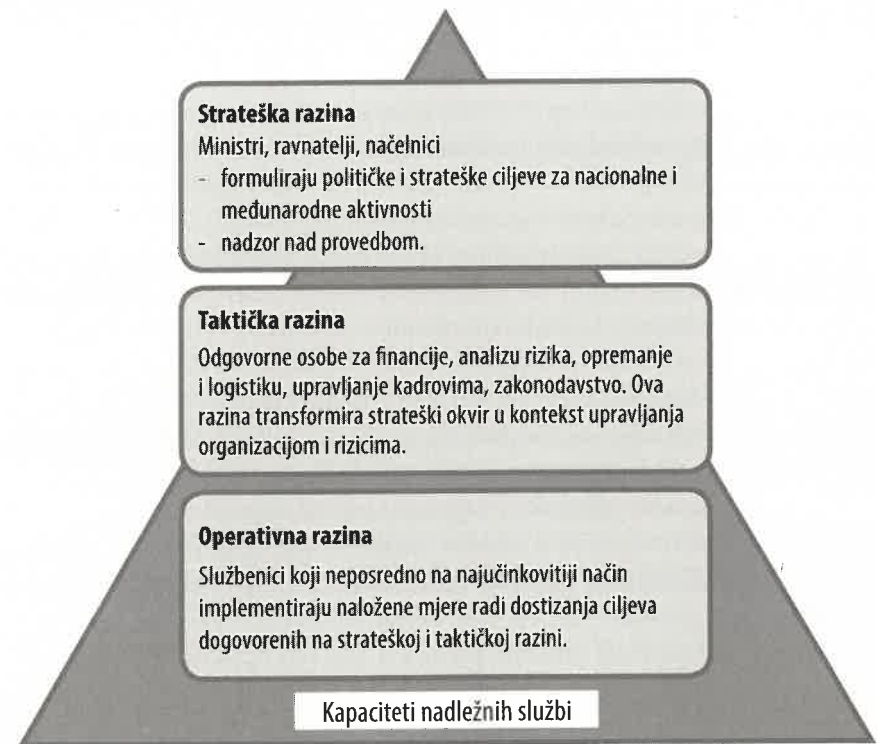 Strateška razina
Ministri, ravnatelji, načelnici
- formuliraju političke i strateške ciljeve za nacionalne i
međunarodne aktivnosti
- nadzor nad provedbom.
Taktička razina
Odgovorne osobe za financije, analizu rizika, opremanje
i logistiku, upravljanje kadrovima, zakonodavstvo. Ova
razina transformira strateški okvir u kontekst upravljanja
organizacijom i rizicima.
Operativna razina
Službenici koji neposredno na najučinkovitiji način
implementiraju naložene mjere radi dostizanja ciljeva
dogovorenih na strateškoj i taktičkoj razini.
Kapaciteti nadležnih službi